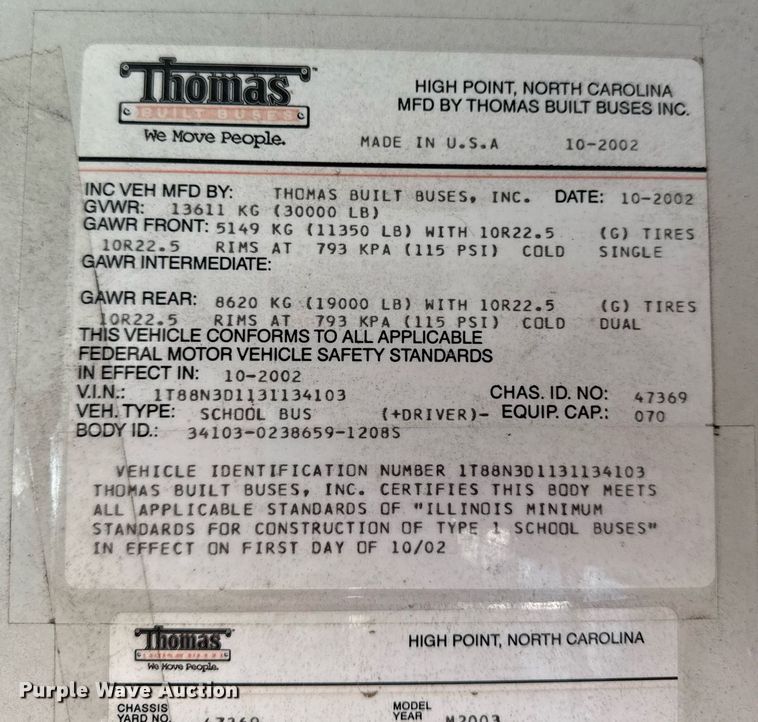 Thomas™
BUILT BUSES
We Move People.
HIGH POINT, NORTH CAROLINA
MFD BY THOMAS BUILT BUSES INC.
MADE IN U.S.A 10-2002
INC VEH MFD BY: THOMAS BUILT BUSES, INC. DATE: 10-2002
GVWR: 13611 KG (30000 LB)
GAWR FRONT: 5149 KG (11350 LB) WITH 10R22.5 (G) TIRES
10R22.5 RIMS AT 793 KPA (115 PSI) COLD SINGLE
GAWR INTERMEDIATE:
GAWR REAR: 8620 KG (19000 LB) WITH 10R22.5 (G) TIRES
10R22.5 RIMS AT 793 KPA (115 PSI) COLD DUAL
THIS VEHICLE CONFORMS TO ALL APPLICABLE
FEDERAL MOTOR VEHICLE SAFETY STANDARDS
IN EFFECT IN: 10-2002
V.I.N.: 1T88N3D1131134103 CHAS. ID. NO: 47369
VEH. TYPE: SCHOOL BUS (+DRIVER)- EQUIP. CAP.: 070
BODY ID.: 34103-0238659-1208S
VEHICLE IDENTIFICATION NUMBER 1T88N3D1131134103
THOMAS BUILT BUSES, INC. CERTIFIES THIS BODY MEETS
ALL APPLICABLE STANDARDS OF "ILLINOIS MINIMUM
STANDARDS FOR CONSTRUCTION OF TYPE 1 SCHOOL BUSES"
IN EFFECT ON FIRST DAY OF 10/02
Thomas
We Move People.
HIGH POINT, NORTH CAROLINA
Purple Wave Auction
CHASSIS
YARD NO. 47369
MODEL
YEAR M2003